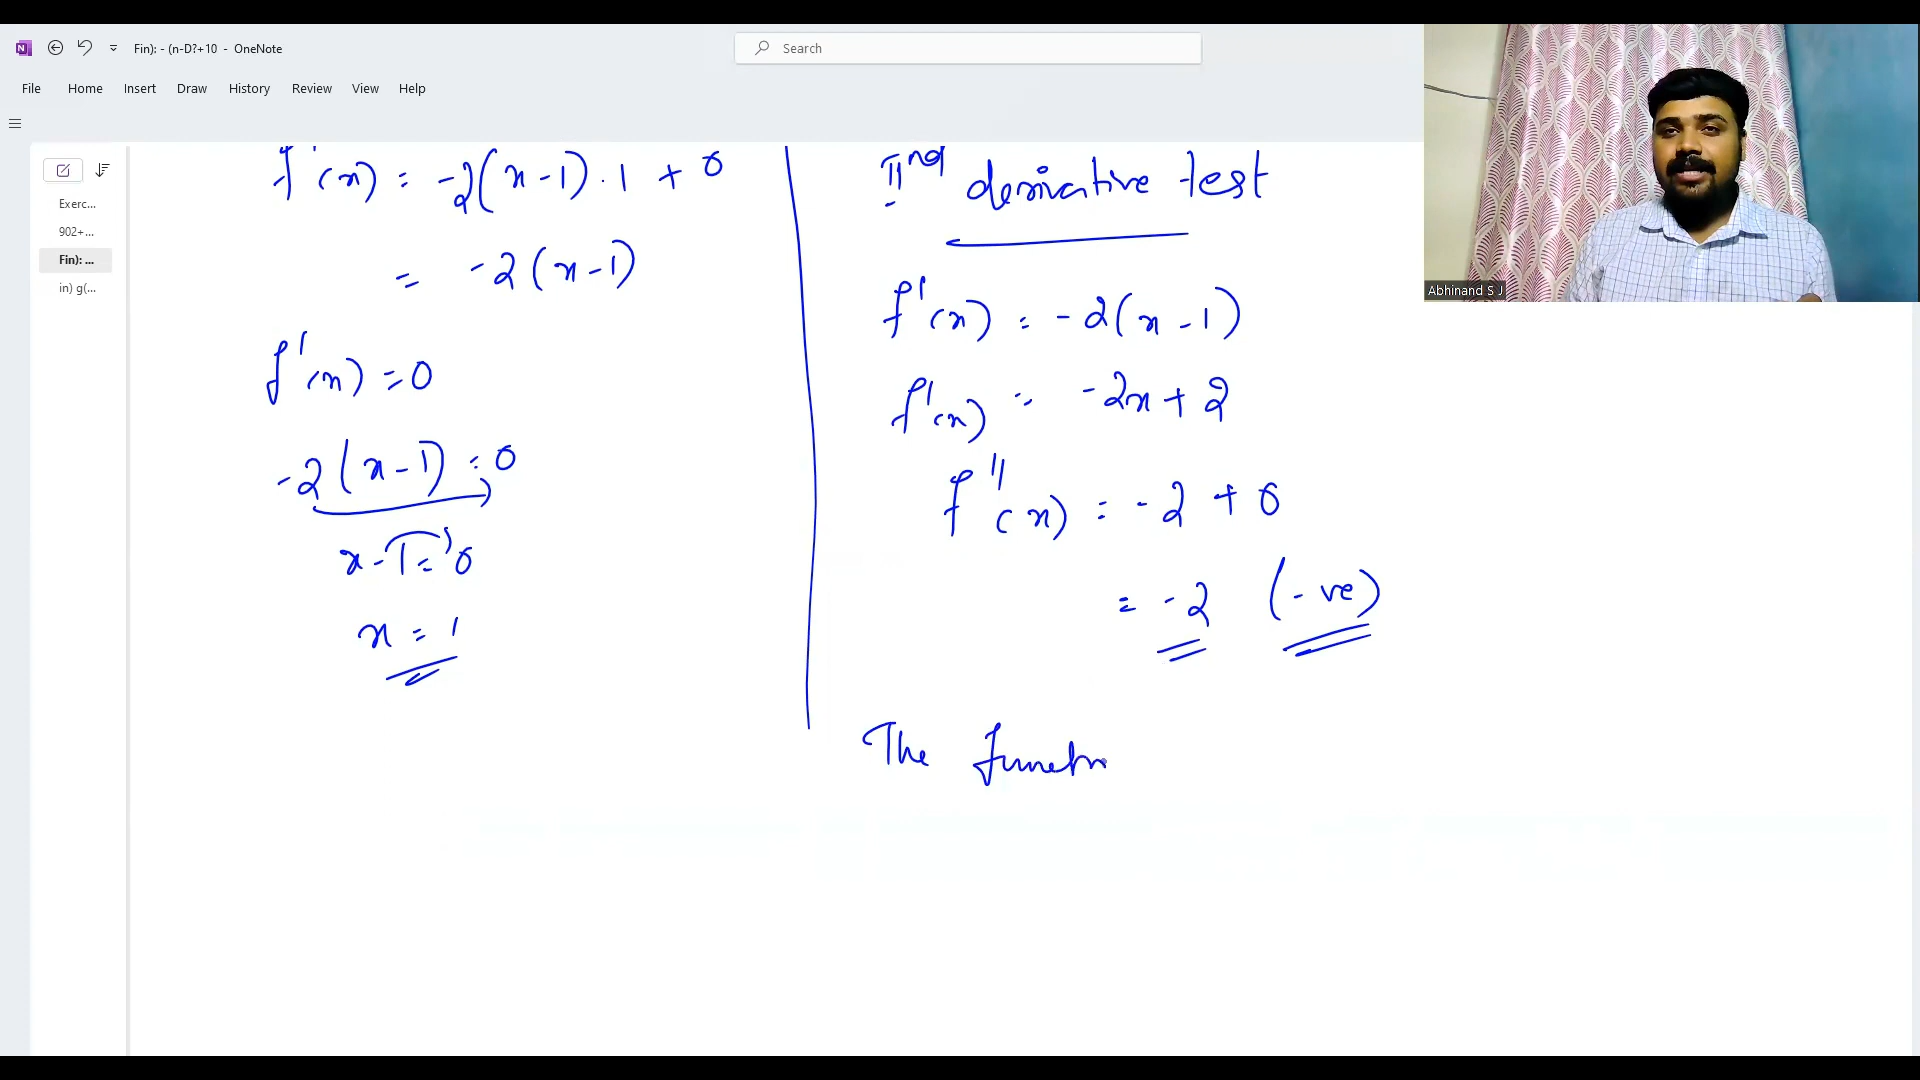 Fin): - (n-D?+10 - OneNote
Search
File Home Insert Draw History Review View Help
Exerc...
902+...
Fin): ...
in) g(...
Abhinand S J
f'(x) = -2(x-1).1 + 0
= -2(x-1)
f'(x) = 0
-2(x-1) = 0
x-1=0
x = 1
IInd derivative test
f'(x) = -2(x-1)
f'(x) = -2x+2
f''(x) = -2 + 0
= -2 (-ve)
The functi